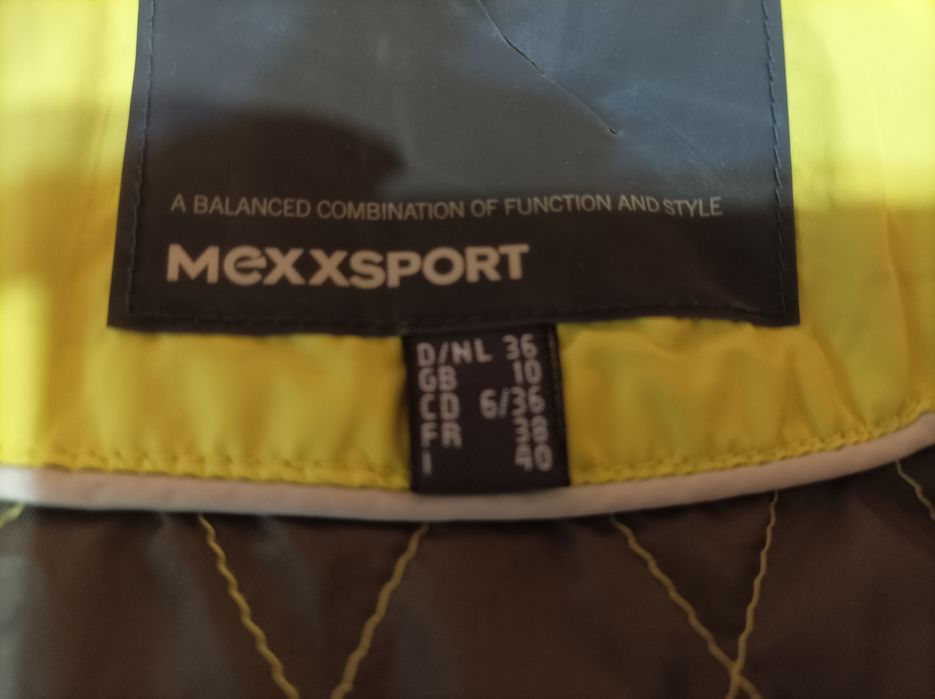 A BALANCED COMBINATION OF FUNCTION AND STYLE
MEXXSPORT
D/NL 36
GB 10
CD 6/36
FR 38
I 40